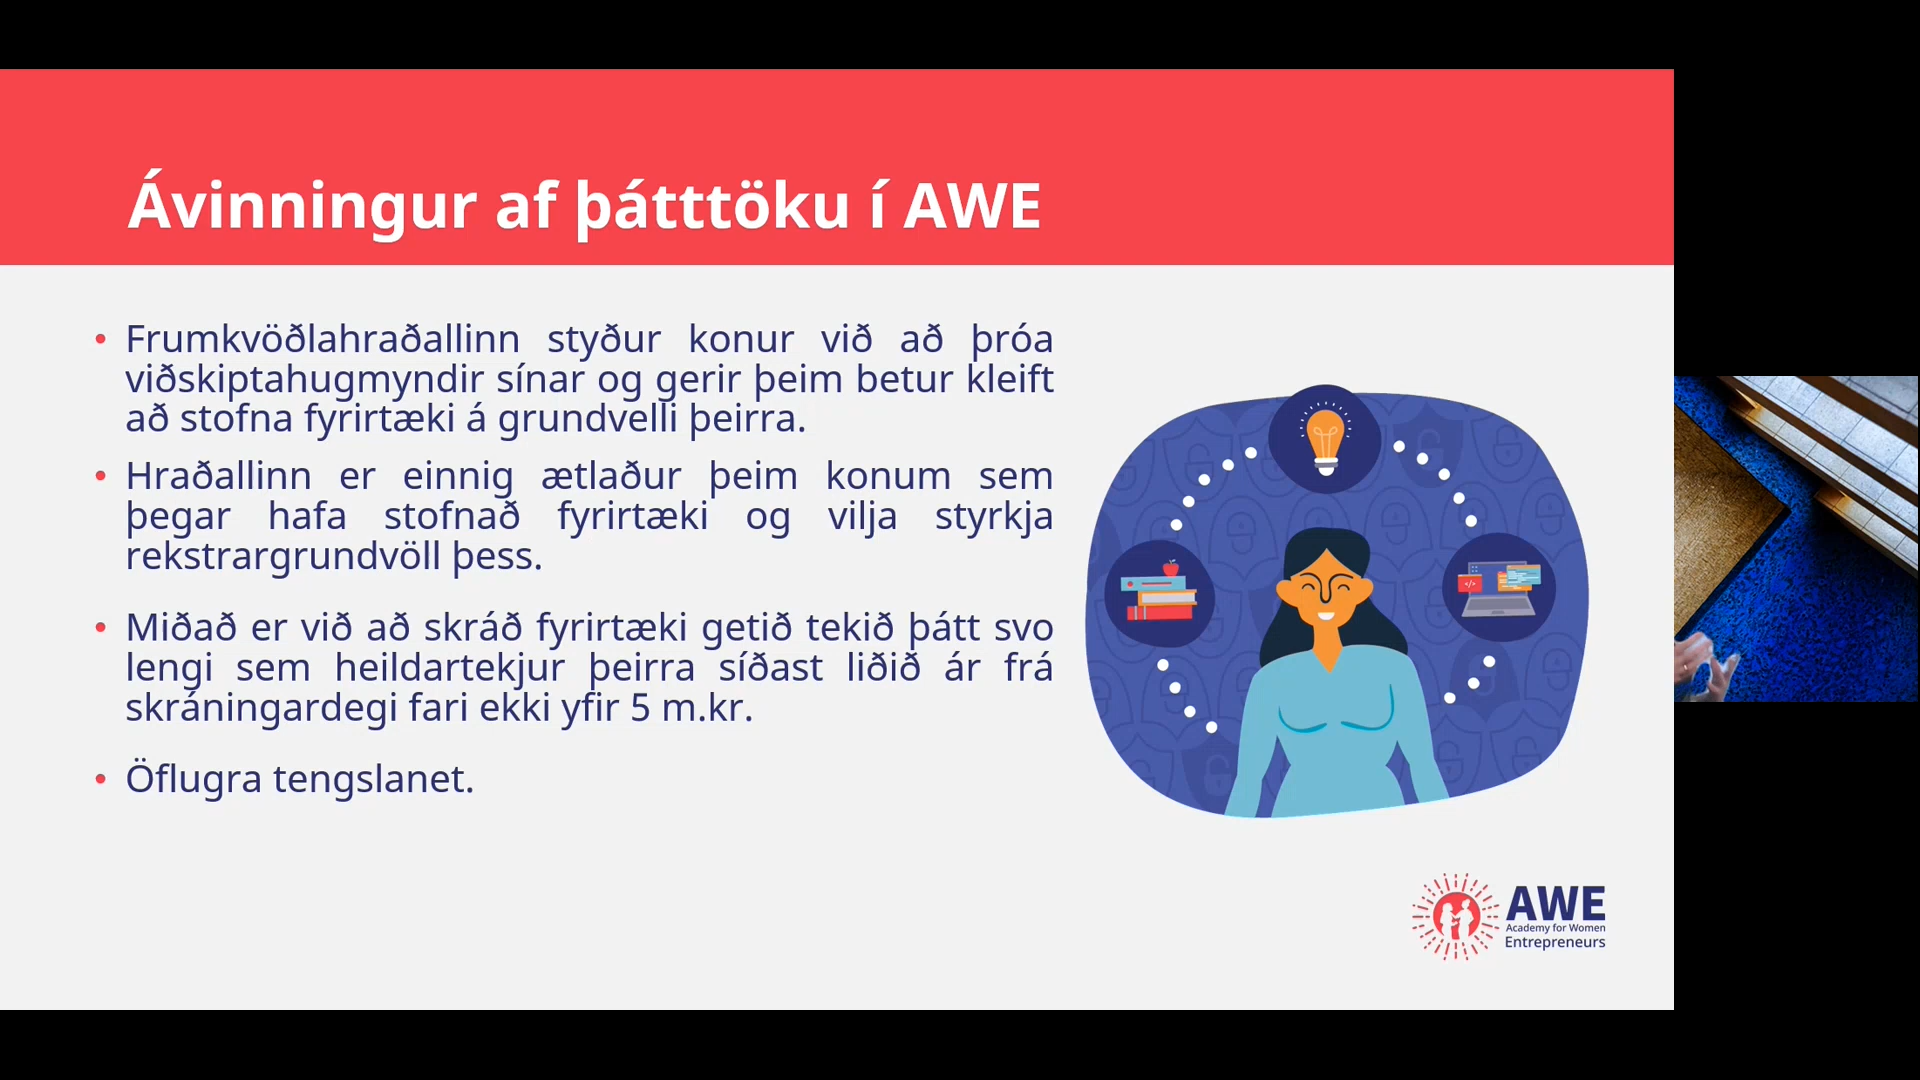 Ávinningur af þátttöku í AWE
• Frumkvöðlahraðallinn styður konur við að þróa
viðskiptahugmyndir sínar og gerir þeim betur kleift
að stofna fyrirtæki á grundvelli þeirra.
• Hraðallinn er einnig ætlaður þeim konum sem
þegar hafa stofnað fyrirtæki og vilja styrkja
rekstrargrundvöll þess.
• Miðað er við að skráð fyrirtæki getið tekið þátt svo
lengi sem heildartekjur þeirra síðast liðið ár frá
skráningardegi fari ekki yfir 5 m.kr.
• Öflugra tengslanet.
</>
AWE
Academy for Women
Entrepreneurs